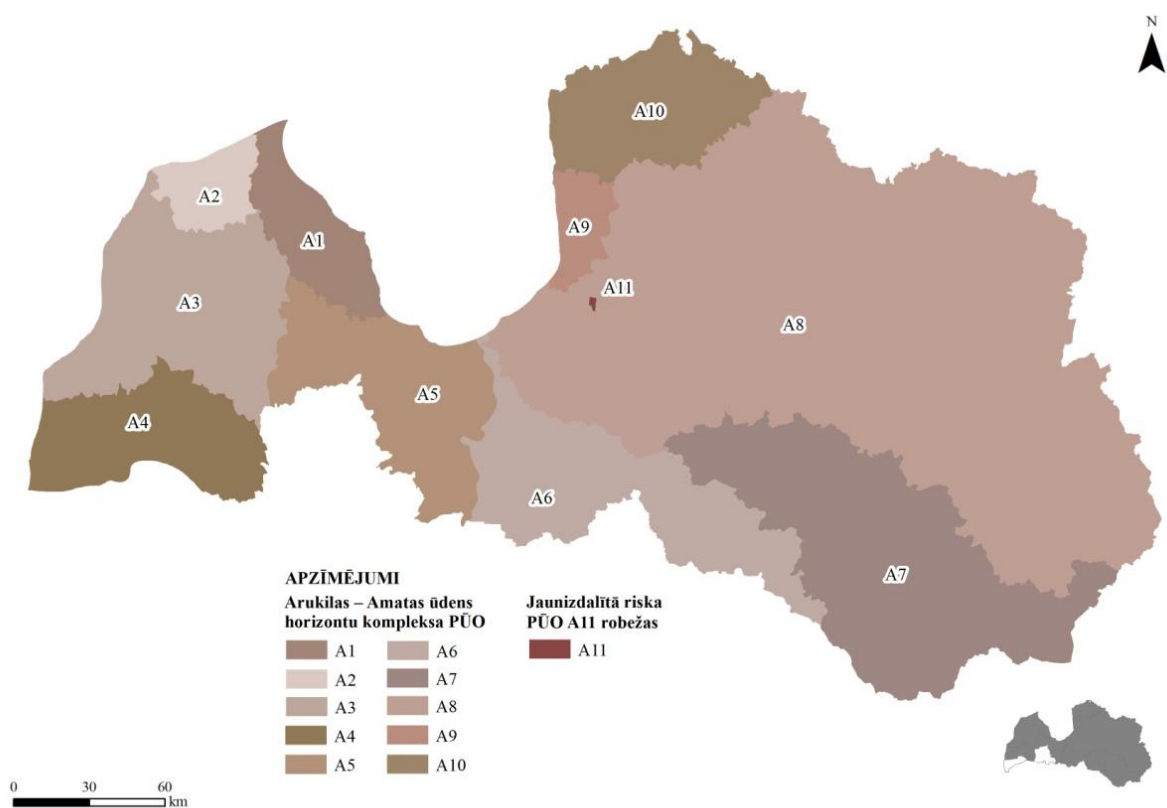 N
A10
A2
A1
A9
A11
A3
A8
A5
A4
A6
A7
APZĪMĒJUMI
Arukilas – Amatas ūdens
horizontu kompleksa PŪO
A1
A6
A2
A7
A3
A8
A4
A9
A5
A10
Jaunizdalītā riska
PŪO A11 robežas
A11
0 30 60
km